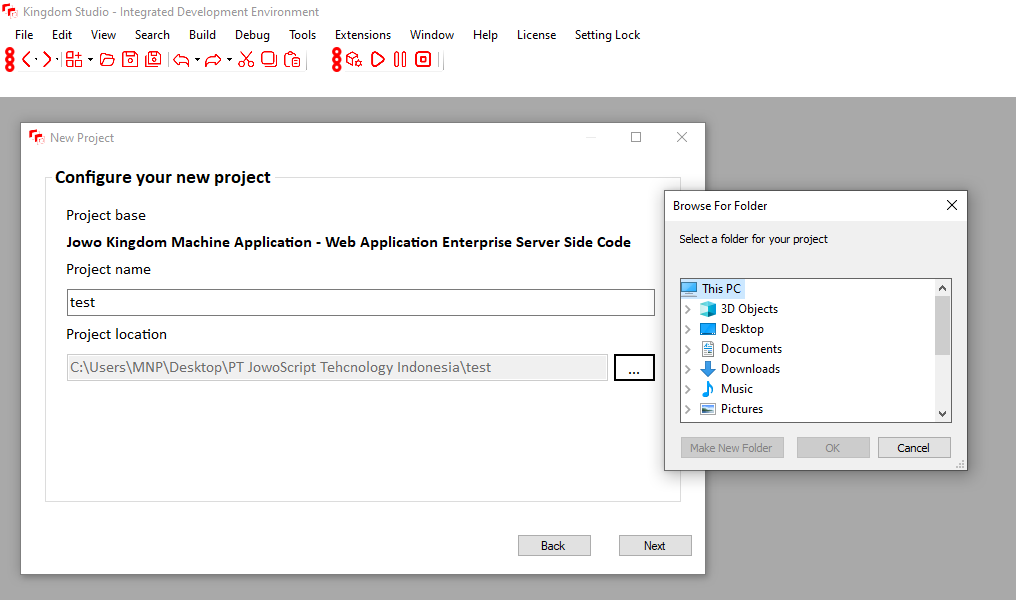 Kingdom Studio - Integrated Development Environment
File Edit View Search Build Debug Tools Extensions Window Help License Setting Lock
New Project
Configure your new project
Project base
Jowo Kingdom Machine Application - Web Application Enterprise Server Side Code
Project name
test
Project location
C:\Users\MNP\Desktop\PT JowoScript Tehcnology Indonesia\test
...
Back Next
Browse For Folder
Select a folder for your project
This PC
3D Objects
Desktop
Documents
Downloads
Music
Pictures
Make New Folder OK Cancel